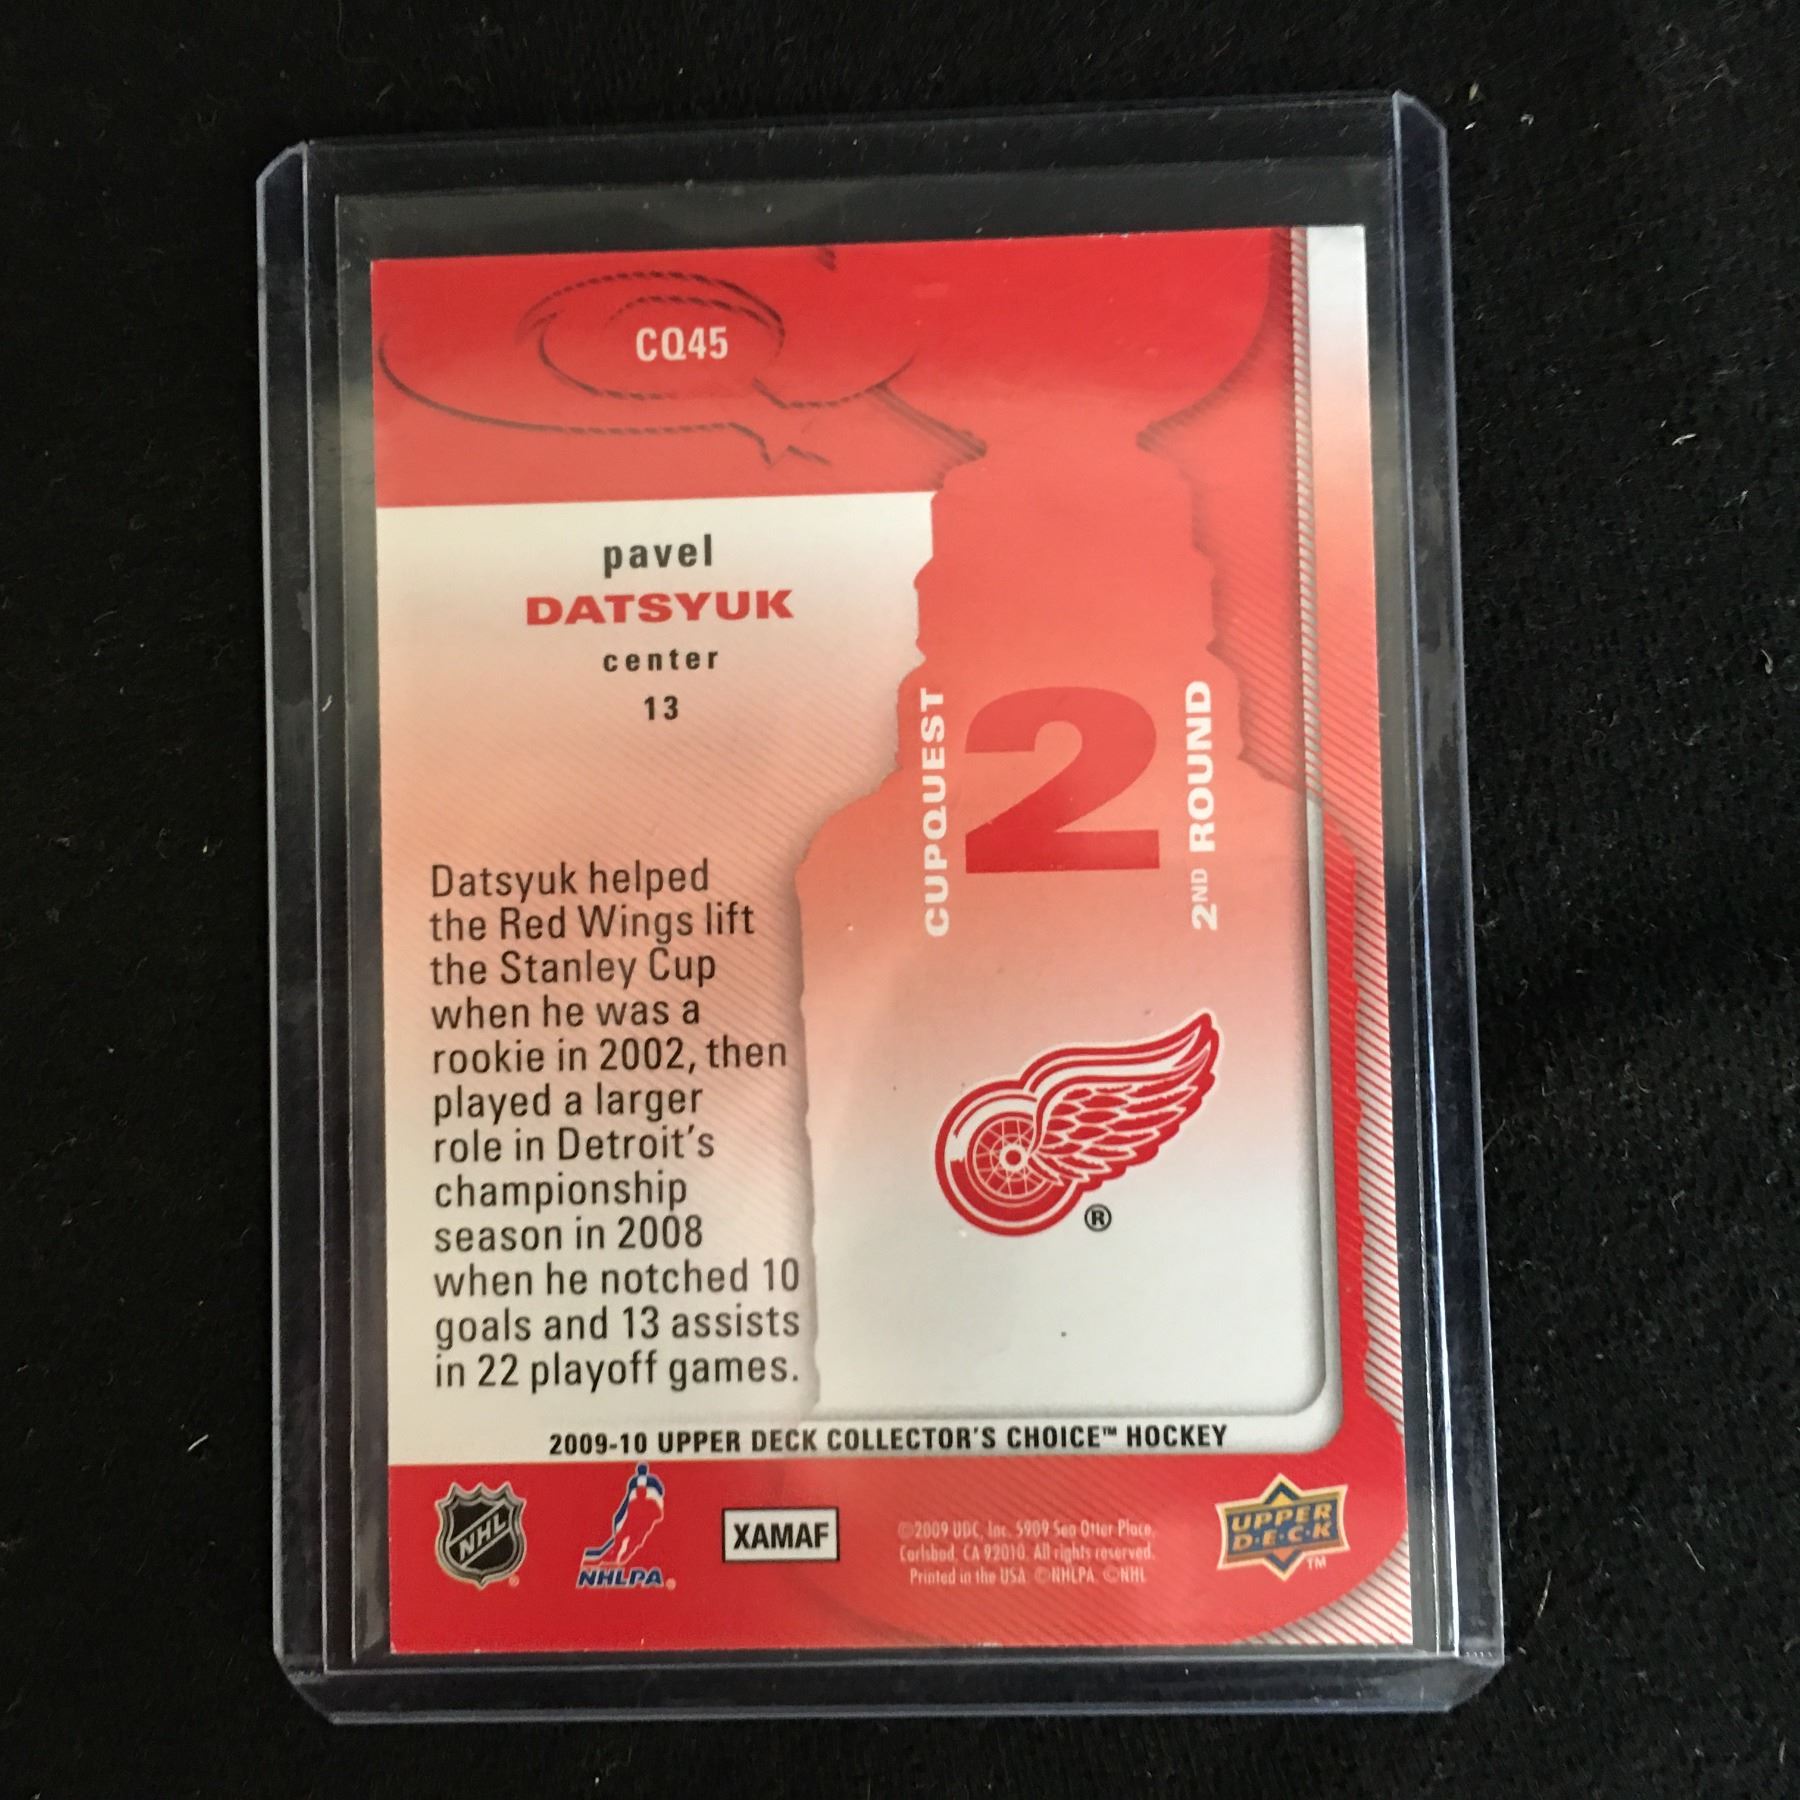 CQ45
pavel
DATSYUK
center
13
CUPQUEST
2
2ND ROUND
Datsyuk helped
the Red Wings lift
the Stanley Cup
when he was a
rookie in 2002, then
played a larger
role in Detroit's
championship
season in 2008
when he notched 10
goals and 13 assists
in 22 playoff games.
®
2009-10 UPPER DECK COLLECTOR'S CHOICE™ HOCKEY
NHL
NHLPA®
XAMAF
©2009 UDC, Inc. 5909 Sea Otter Place,
Carlsbad, CA 92010. All rights reserved.
Printed in the USA ©NHLPA. ©NHL
UPPER
D·E·C·K
TM